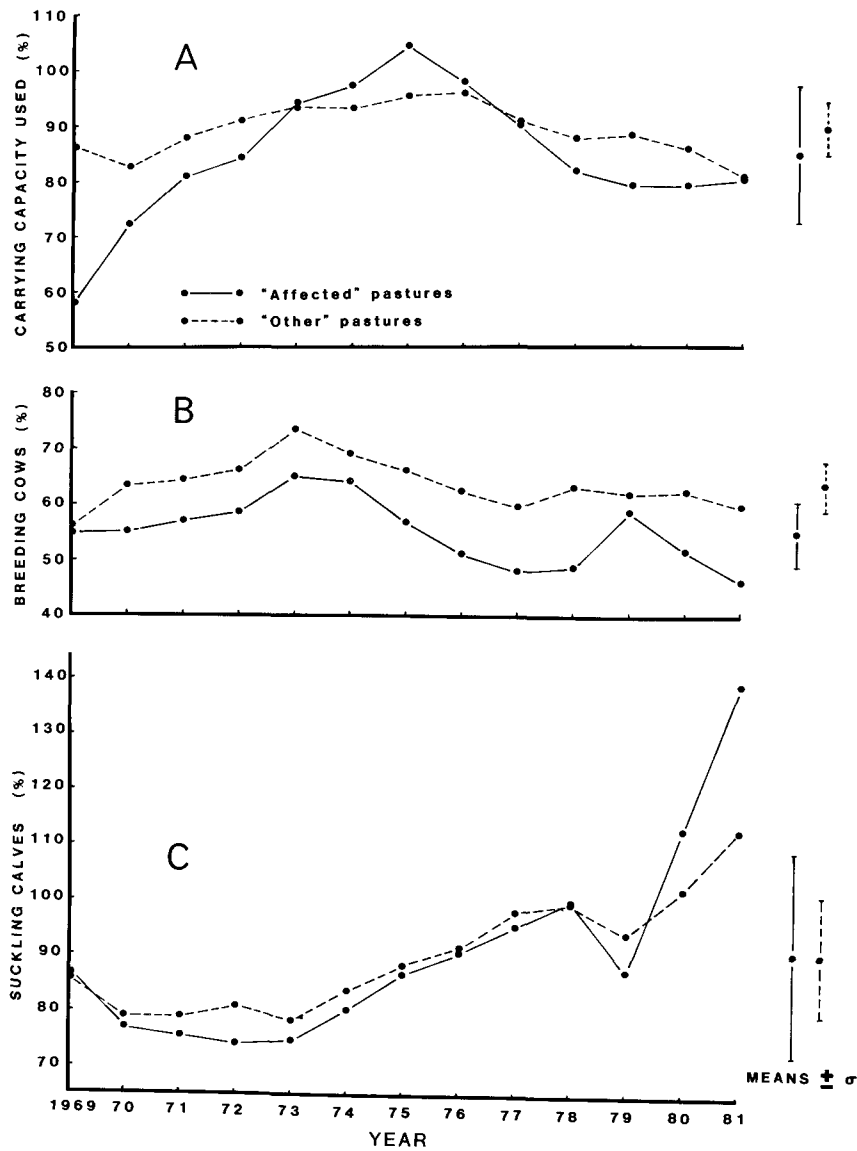 110
100
90
80
70
60
50
CARRYING CAPACITY USED (%)
A
"Affected" pastures
"Other" pastures
80
70
60
50
40
BREEDING COWS (%)
B
140
130
120
110
100
90
80
70
SUCKLING CALVES (%)
C
MEANS ± σ
1969 70 71 72 73 74 75 76 77 78 79 80 81
YEAR